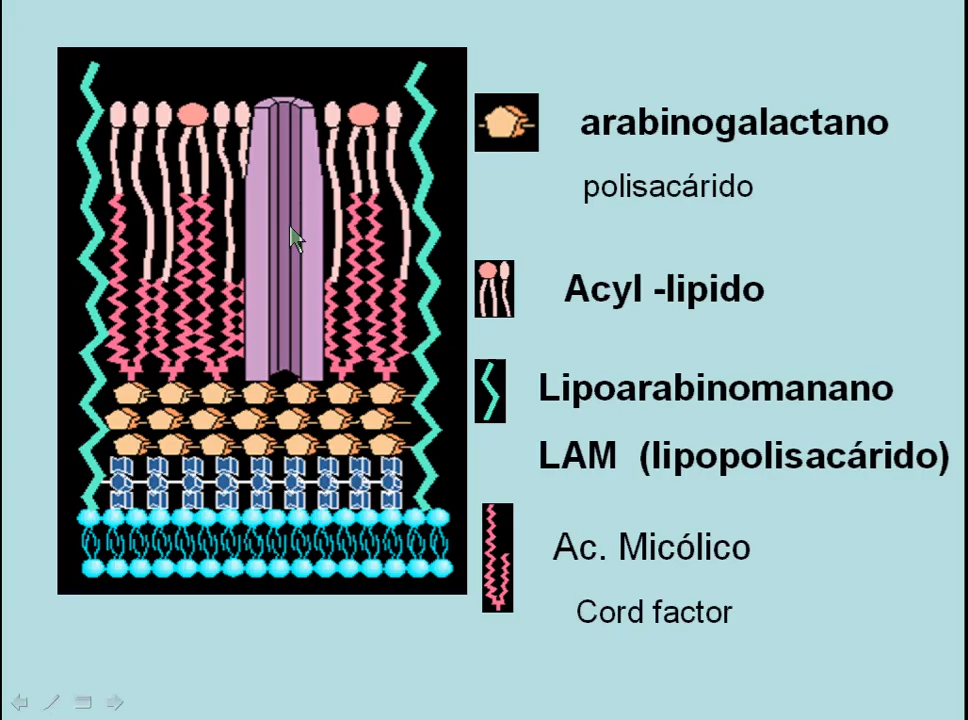 arabinogalactano
polisacárido
Acyl -lipido
Lipoarabinomanano
LAM (lipopolisacárido)
Ac. Micólico
Cord factor